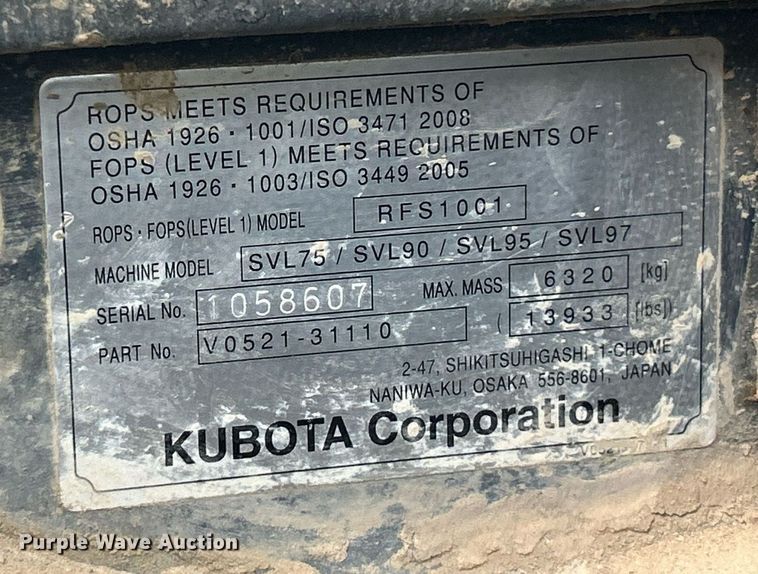 ROPS MEETS REQUIREMENTS OF
OSHA 1926・1001/ISO 3471 2008
FOPS (LEVEL 1) MEETS REQUIREMENTS OF
OSHA 1926・1003/ISO 3449 2005
ROPS・FOPS(LEVEL 1) MODEL RFS1001
MACHINE MODEL SVL75 / SVL90 / SVL95 / SVL97
SERIAL No. 1058607 MAX. MASS 6320 [kg]
PART No. V0521-31110 ( 13933 [lbs])
2-47, SHIKITSUHIGASHI 1-CHOME
NANIWA-KU, OSAKA 556-8601, JAPAN
KUBOTA Corporation
Purple Wave Auction